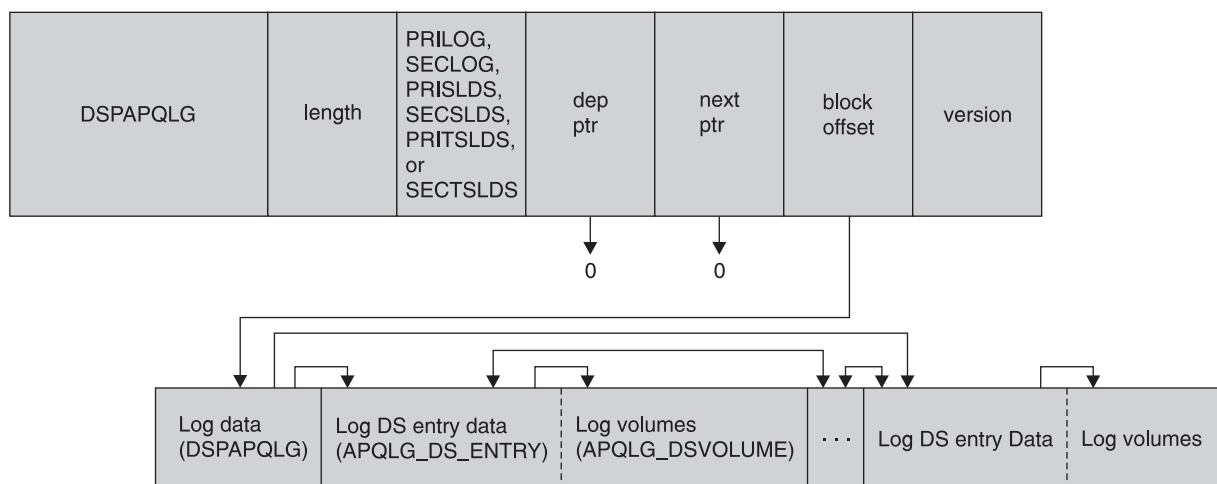 DSPAPQLG
length
PRILOG,
SECLOG,
PRISLDS,
SECSLDS,
PRITSLDS,
or
SECTSLDS
dep
ptr
next
ptr
block
offset
version
0
0
Log data
(DSPAPQLG)
Log DS entry data
(APQLG_DS_ENTRY)
Log volumes
(APQLG_DSVOLUME)
. . .
Log DS entry Data
Log volumes